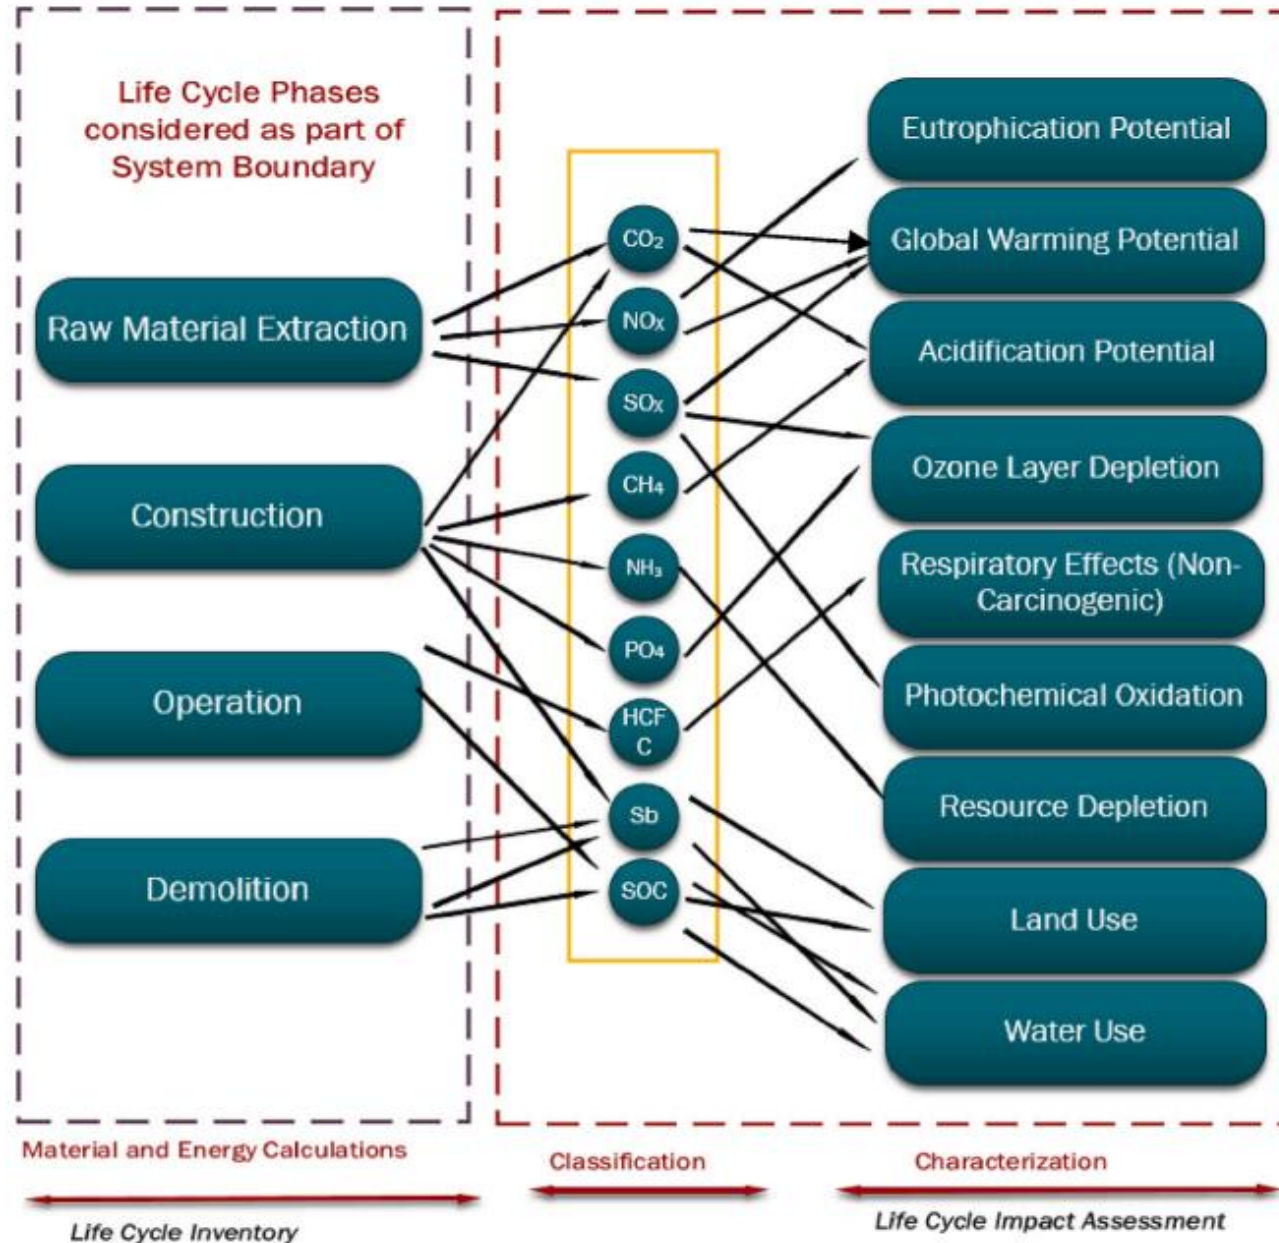 Life Cycle Phases
considered as part of
System Boundary
Raw Material Extraction
Construction
Operation
Demolition
CO₂
NOₓ
SOₓ
CH₄
NH₃
PO₄
HCF
C
Sb
SOC
Eutrophication Potential
Global Warming Potential
Acidification Potential
Ozone Layer Depletion
Respiratory Effects (Non-
Carcinogenic)
Photochemical Oxidation
Resource Depletion
Land Use
Water Use
Material and Energy Calculations
Classification
Characterization
Life Cycle Inventory
Life Cycle Impact Assessment